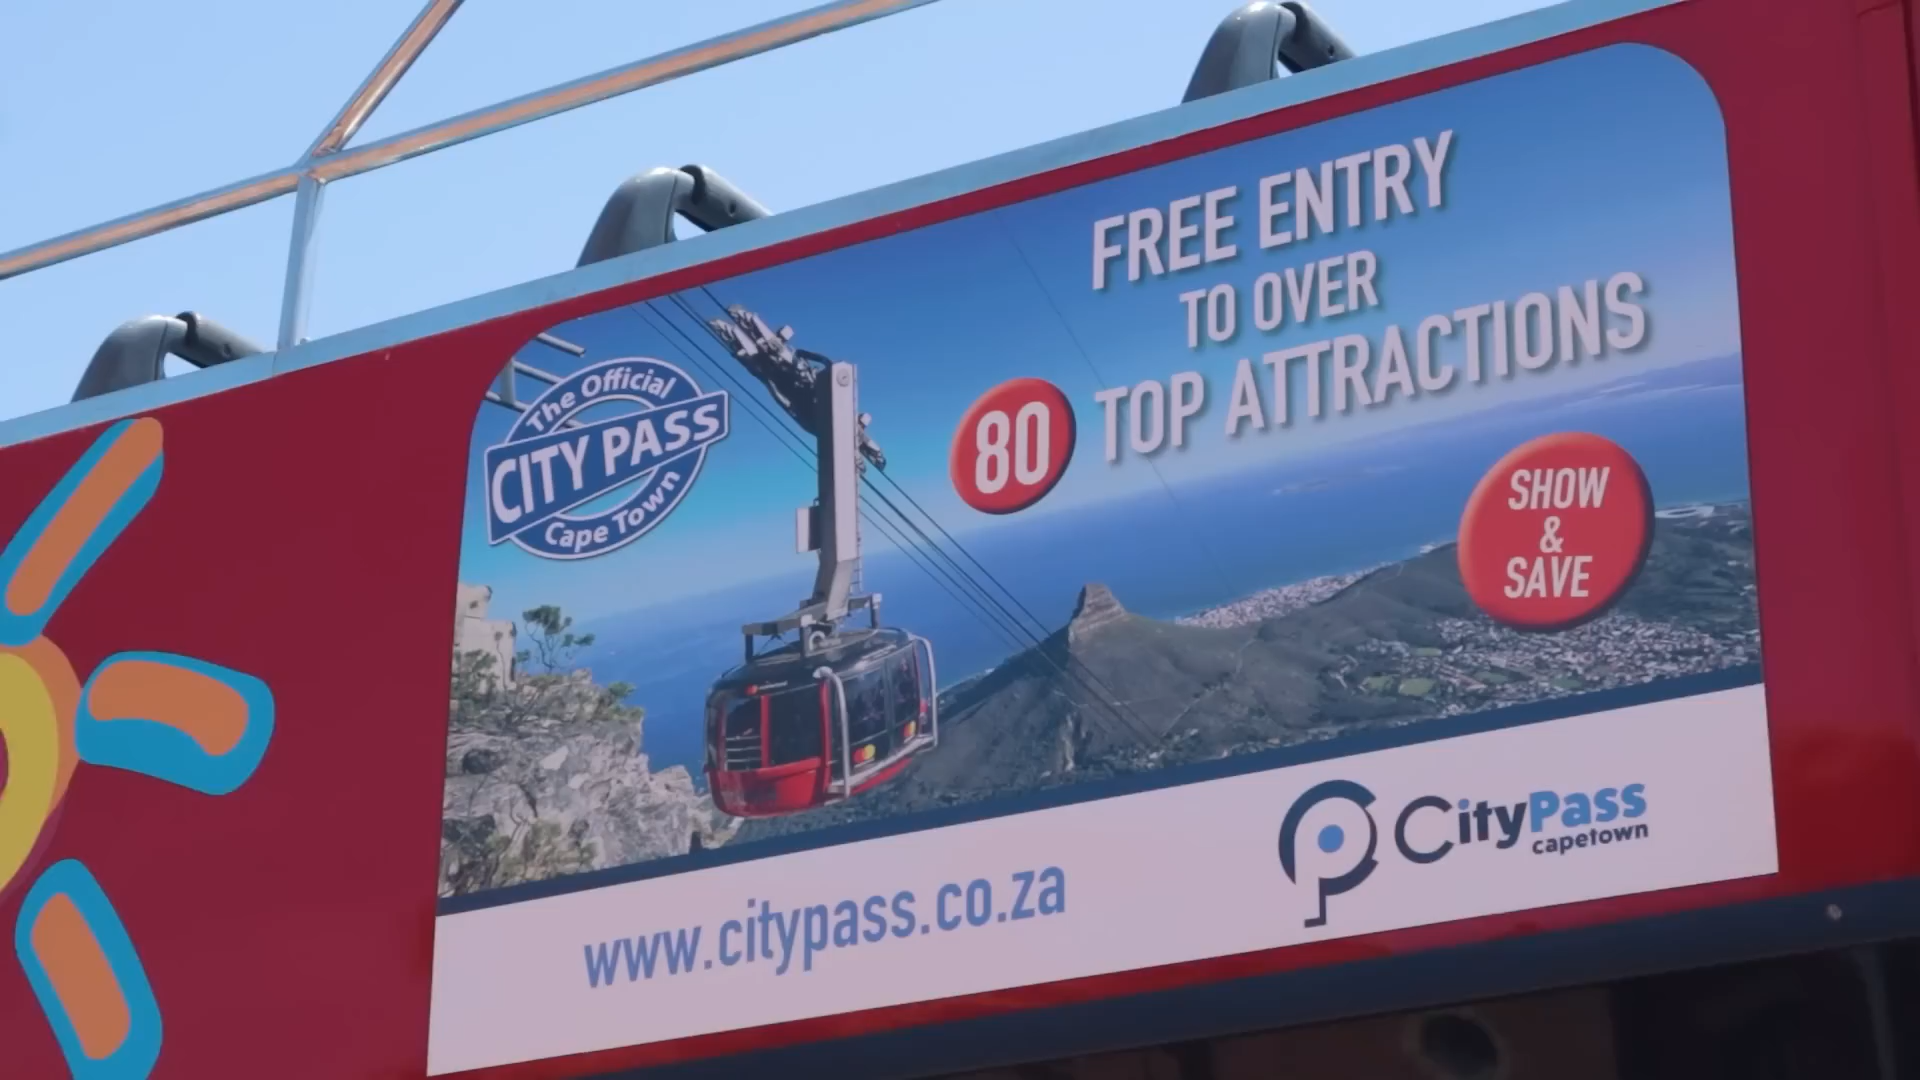 The Official
CITY PASS
Cape Town
FREE ENTRY
TO OVER
80 TOP ATTRACTIONS
SHOW
&
SAVE
www.citypass.co.za
CityPass
capetown